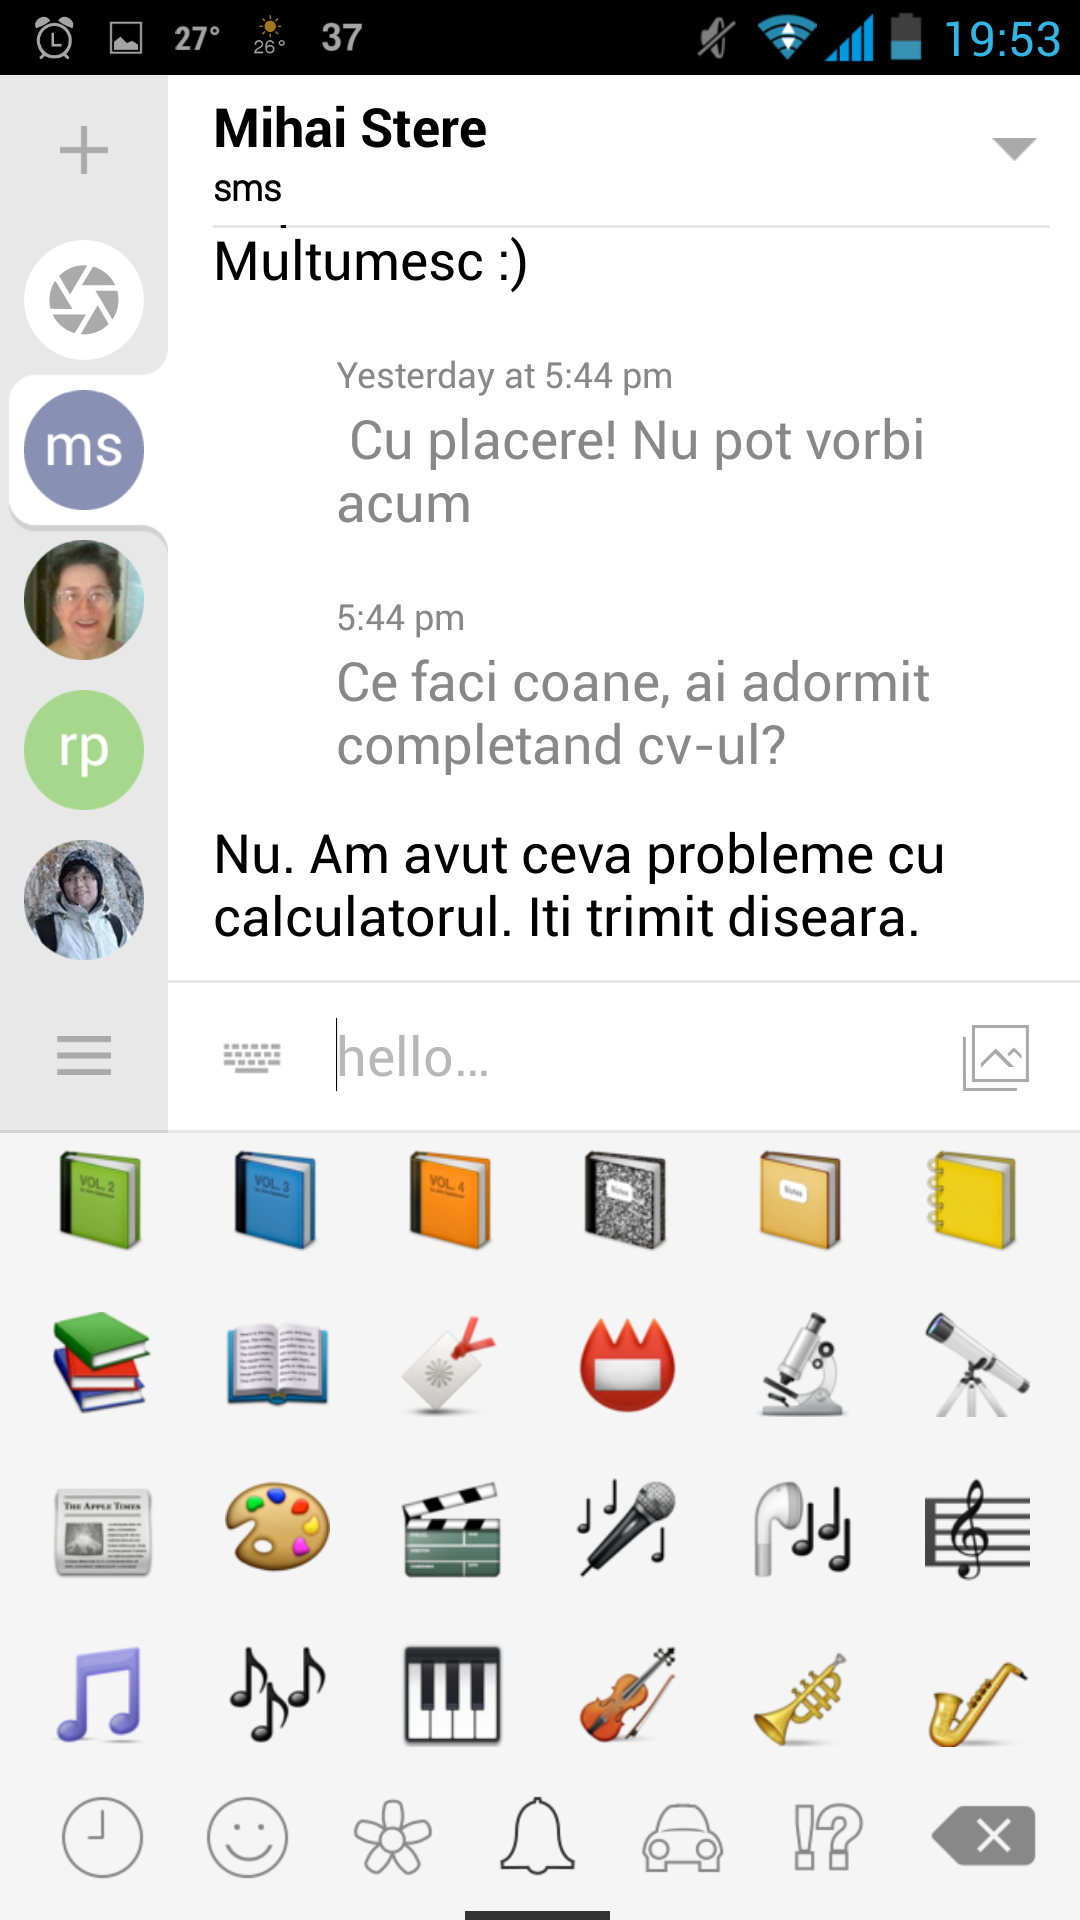 27° 26° 37 19:53
Mihai Stere
sms
Multumesc :)
Yesterday at 5:44 pm
Cu placere! Nu pot vorbi
acum
ms
5:44 pm
Ce faci coane, ai adormit
completand cv-ul?
rp
Nu. Am avut ceva probleme cu
calculatorul. Iti trimit diseara.
hello...
VOL. 2 VOL. 3 VOL. 4 Notes Notes
THE APPLE TIMES